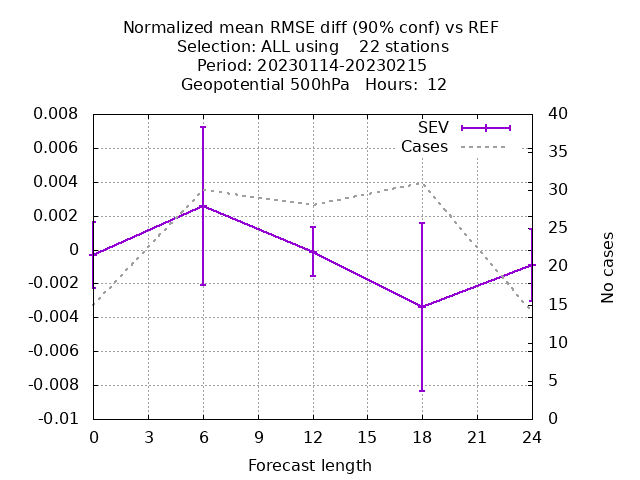 Normalized mean RMSE diff (90% conf) vs REF
Selection: ALL using    22 stations
Period: 20230114-20230215
Geopotential 500hPa   Hours:  12
SEV
Cases
0.008
0.006
0.004
0.002
0
-0.002
-0.004
-0.006
-0.008
-0.01
40
35
30
25
20
15
10
5
0
No cases
0 3 6 9 12 15 18 21 24
Forecast length